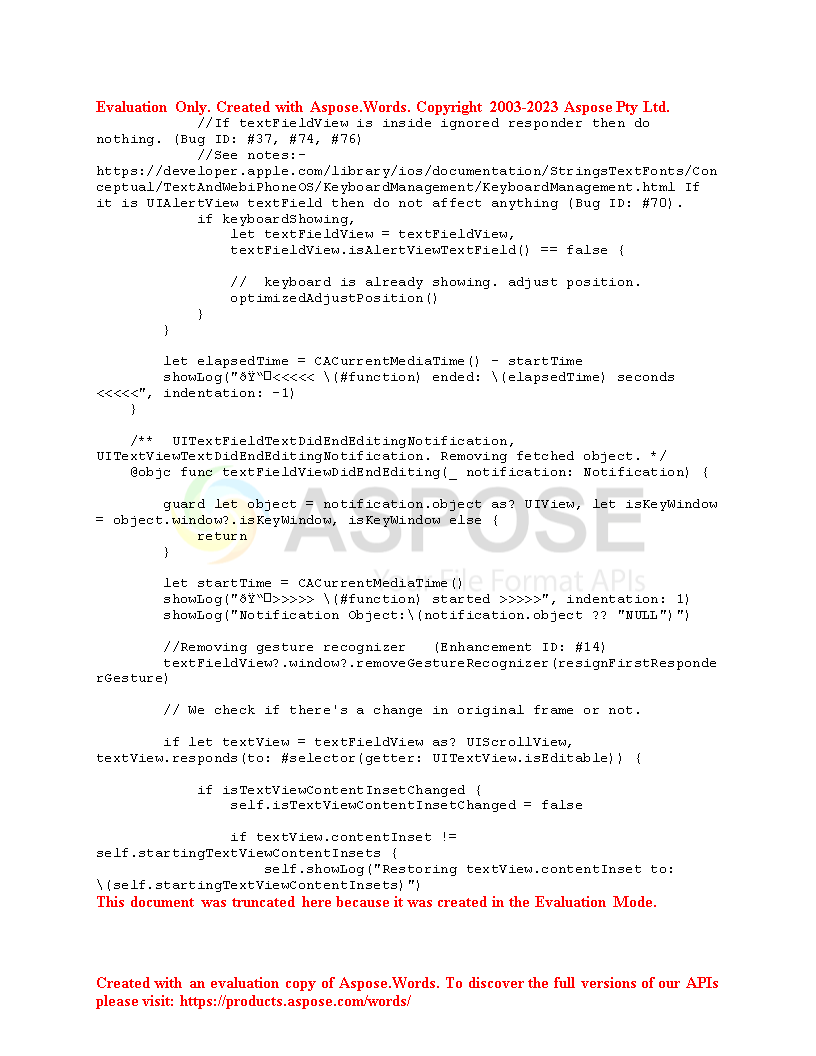 Evaluation Only. Created with Aspose.Words. Copyright 2003-2023 Aspose Pty Ltd.
            //If textFieldView is inside ignored responder then do
nothing. (Bug ID: #37, #74, #76)
            //See notes:-
https://developer.apple.com/library/ios/documentation/StringsTextFonts/Con
ceptual/TextAndWebiPhoneOS/KeyboardManagement/KeyboardManagement.html If
it is UIAlertView textField then do not affect anything (Bug ID: #70).
            if keyboardShowing,
                let textFieldView = textFieldView,
                textFieldView.isAlertViewTextField() == false {
                //  keyboard is already showing. adjust position.
                optimizedAdjustPosition()
            }
        }
        let elapsedTime = CACurrentMediaTime() - startTime
        showLog("ðŸ“□<<<<< \(#function) ended: \(elapsedTime) seconds
<<<<<", indentation: -1)
    }
    /**  UITextFieldTextDidEndEditingNotification,
UITextViewTextDidEndEditingNotification. Removing fetched object. */
    @objc func textFieldViewDidEndEditing(_ notification: Notification) {
ASPOSE
        guard let object = notification.object as? UIView, let isKeyWindow
= object.window?.isKeyWindow, isKeyWindow else {
            return
        }
Your File Format APIs
        let startTime = CACurrentMediaTime()
        showLog("ðŸ“□>>>>> \(#function) started >>>>>", indentation: 1)
        showLog("Notification Object:\(notification.object ?? "NULL")")
        //Removing gesture recognizer   (Enhancement ID: #14)
        textFieldView?.window?.removeGestureRecognizer(resignFirstResponde
rGesture)
        // We check if there's a change in original frame or not.
        if let textView = textFieldView as? UIScrollView,
textView.responds(to: #selector(getter: UITextView.isEditable)) {
            if isTextViewContentInsetChanged {
                self.isTextViewContentInsetChanged = false
                if textView.contentInset !=
self.startingTextViewContentInsets {
                    self.showLog("Restoring textView.contentInset to:
\(self.startingTextViewContentInsets)")
This document was truncated here because it was created in the Evaluation Mode.
Created with an evaluation copy of Aspose.Words. To discover the full versions of our APIs
please visit: https://products.aspose.com/words/